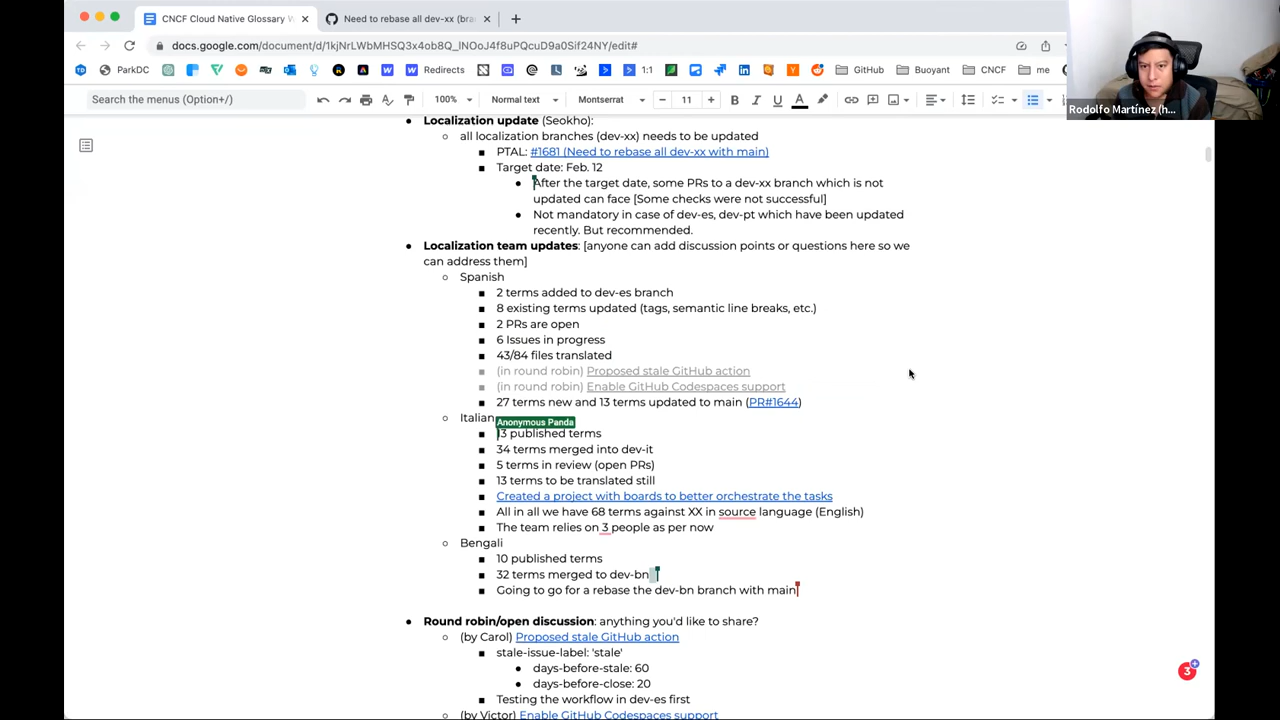 CNCF Cloud Native Glossary W
Need to rebase all dev-xx (bra
docs.google.com/document/d/1kjNrLWbMHSQ3x4ob8Q_lNOoJ4f8uPQcuD9a0Sif24NY/edit#
ParkDC
Redirects
1:1
GitHub
Buoyant
CNCF
me
Search the menus (Option+/)
100%
Normal text
Montserrat
11
Rodolfo Martínez (h...
Localization update (Seokho):
all localization branches (dev-xx) needs to be updated
PTAL: #1681 (Need to rebase all dev-xx with main)
Target date: Feb. 12
After the target date, some PRs to a dev-xx branch which is not
updated can face [Some checks were not successful]
Not mandatory in case of dev-es, dev-pt which have been updated
recently. But recommended.
Localization team updates: [anyone can add discussion points or questions here so we
can address them]
Spanish
2 terms added to dev-es branch
8 existing terms updated (tags, semantic line breaks, etc.)
2 PRs are open
6 Issues in progress
43/84 files translated
(in round robin) Proposed stale GitHub action
(in round robin) Enable GitHub Codespaces support
27 terms new and 13 terms updated to main (PR#1644)
Italian
Anonymous Panda
13 published terms
34 terms merged into dev-it
5 terms in review (open PRs)
13 terms to be translated still
Created a project with boards to better orchestrate the tasks
All in all we have 68 terms against XX in source language (English)
The team relies on 3 people as per now
Bengali
10 published terms
32 terms merged to dev-bn
Going to go for a rebase the dev-bn branch with main
Round robin/open discussion: anything you'd like to share?
(by Carol) Proposed stale GitHub action
stale-issue-label: 'stale'
days-before-stale: 60
days-before-close: 20
Testing the workflow in dev-es first
(by Victor) Enable GitHub Codespaces support
3